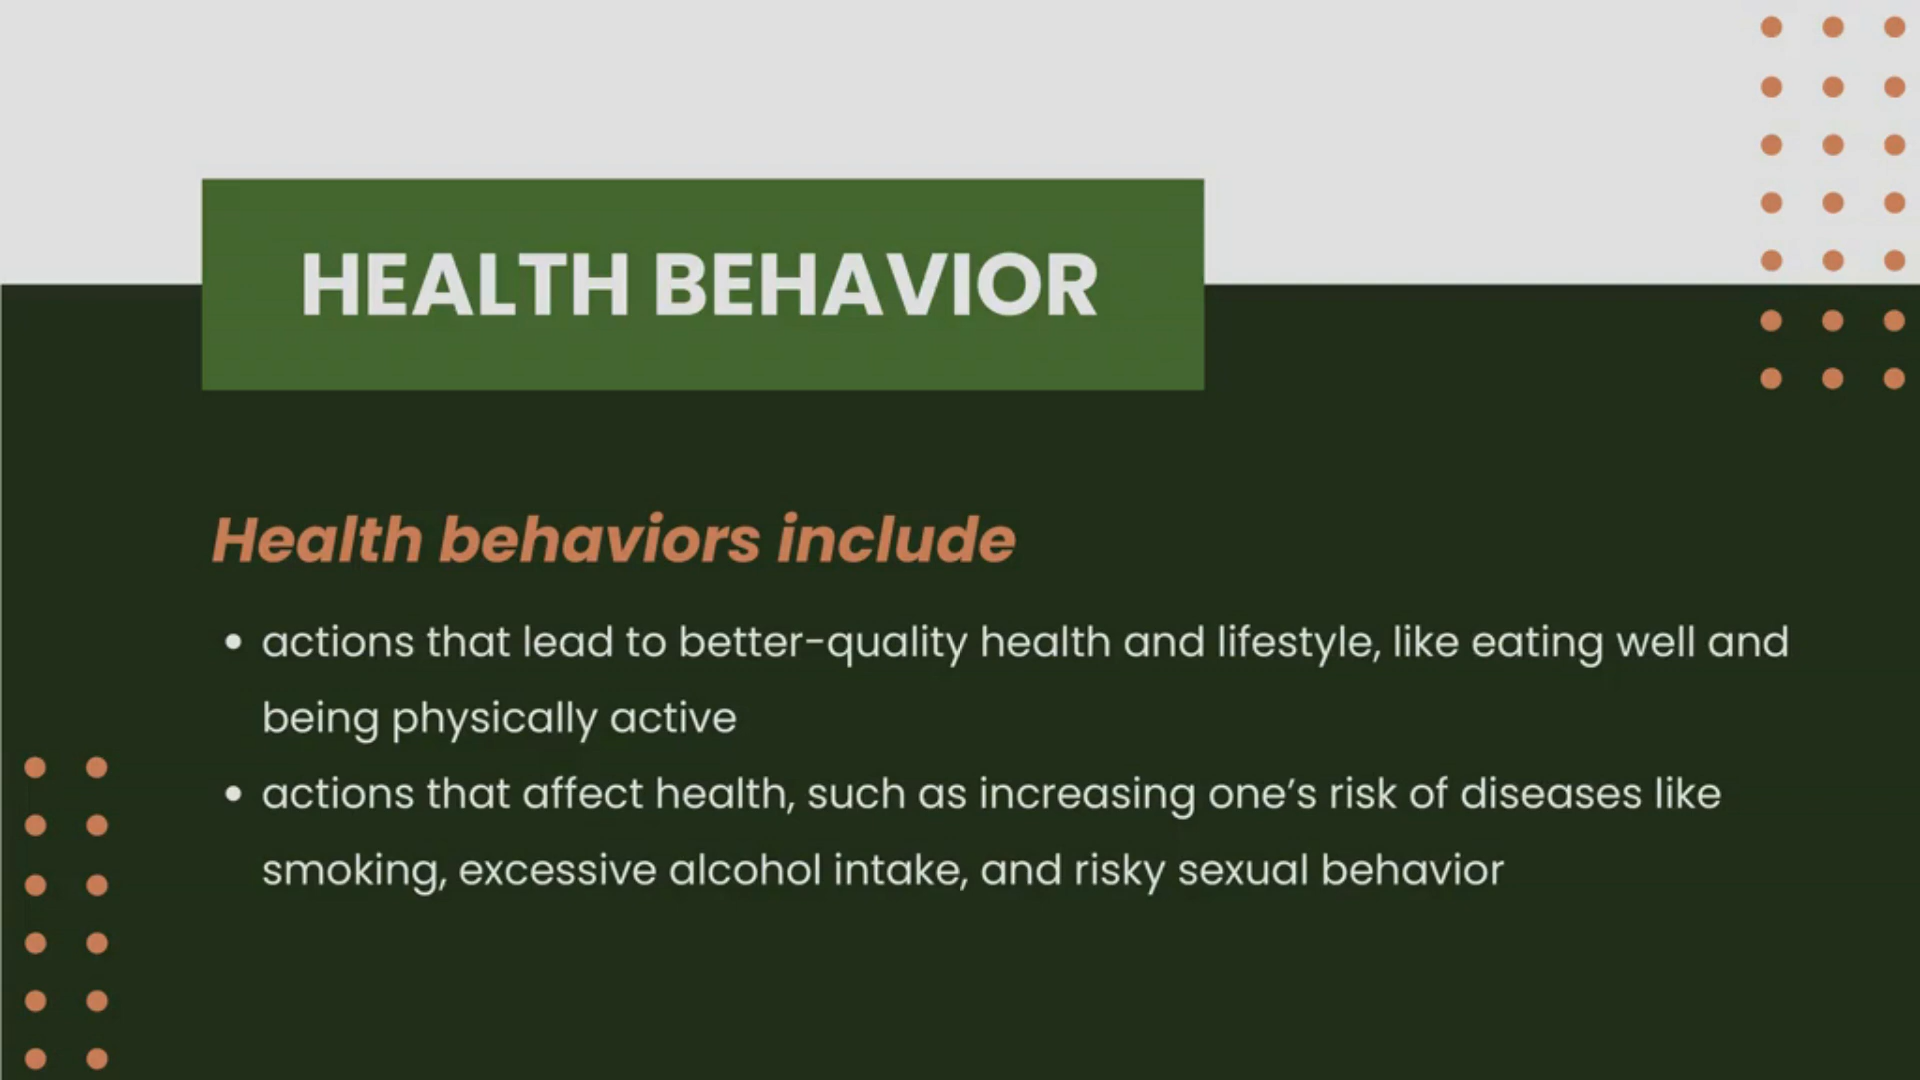 HEALTH BEHAVIOR
Health behaviors include
• actions that lead to better-quality health and lifestyle, like eating well and
being physically active
• actions that affect health, such as increasing one’s risk of diseases like
smoking, excessive alcohol intake, and risky sexual behavior